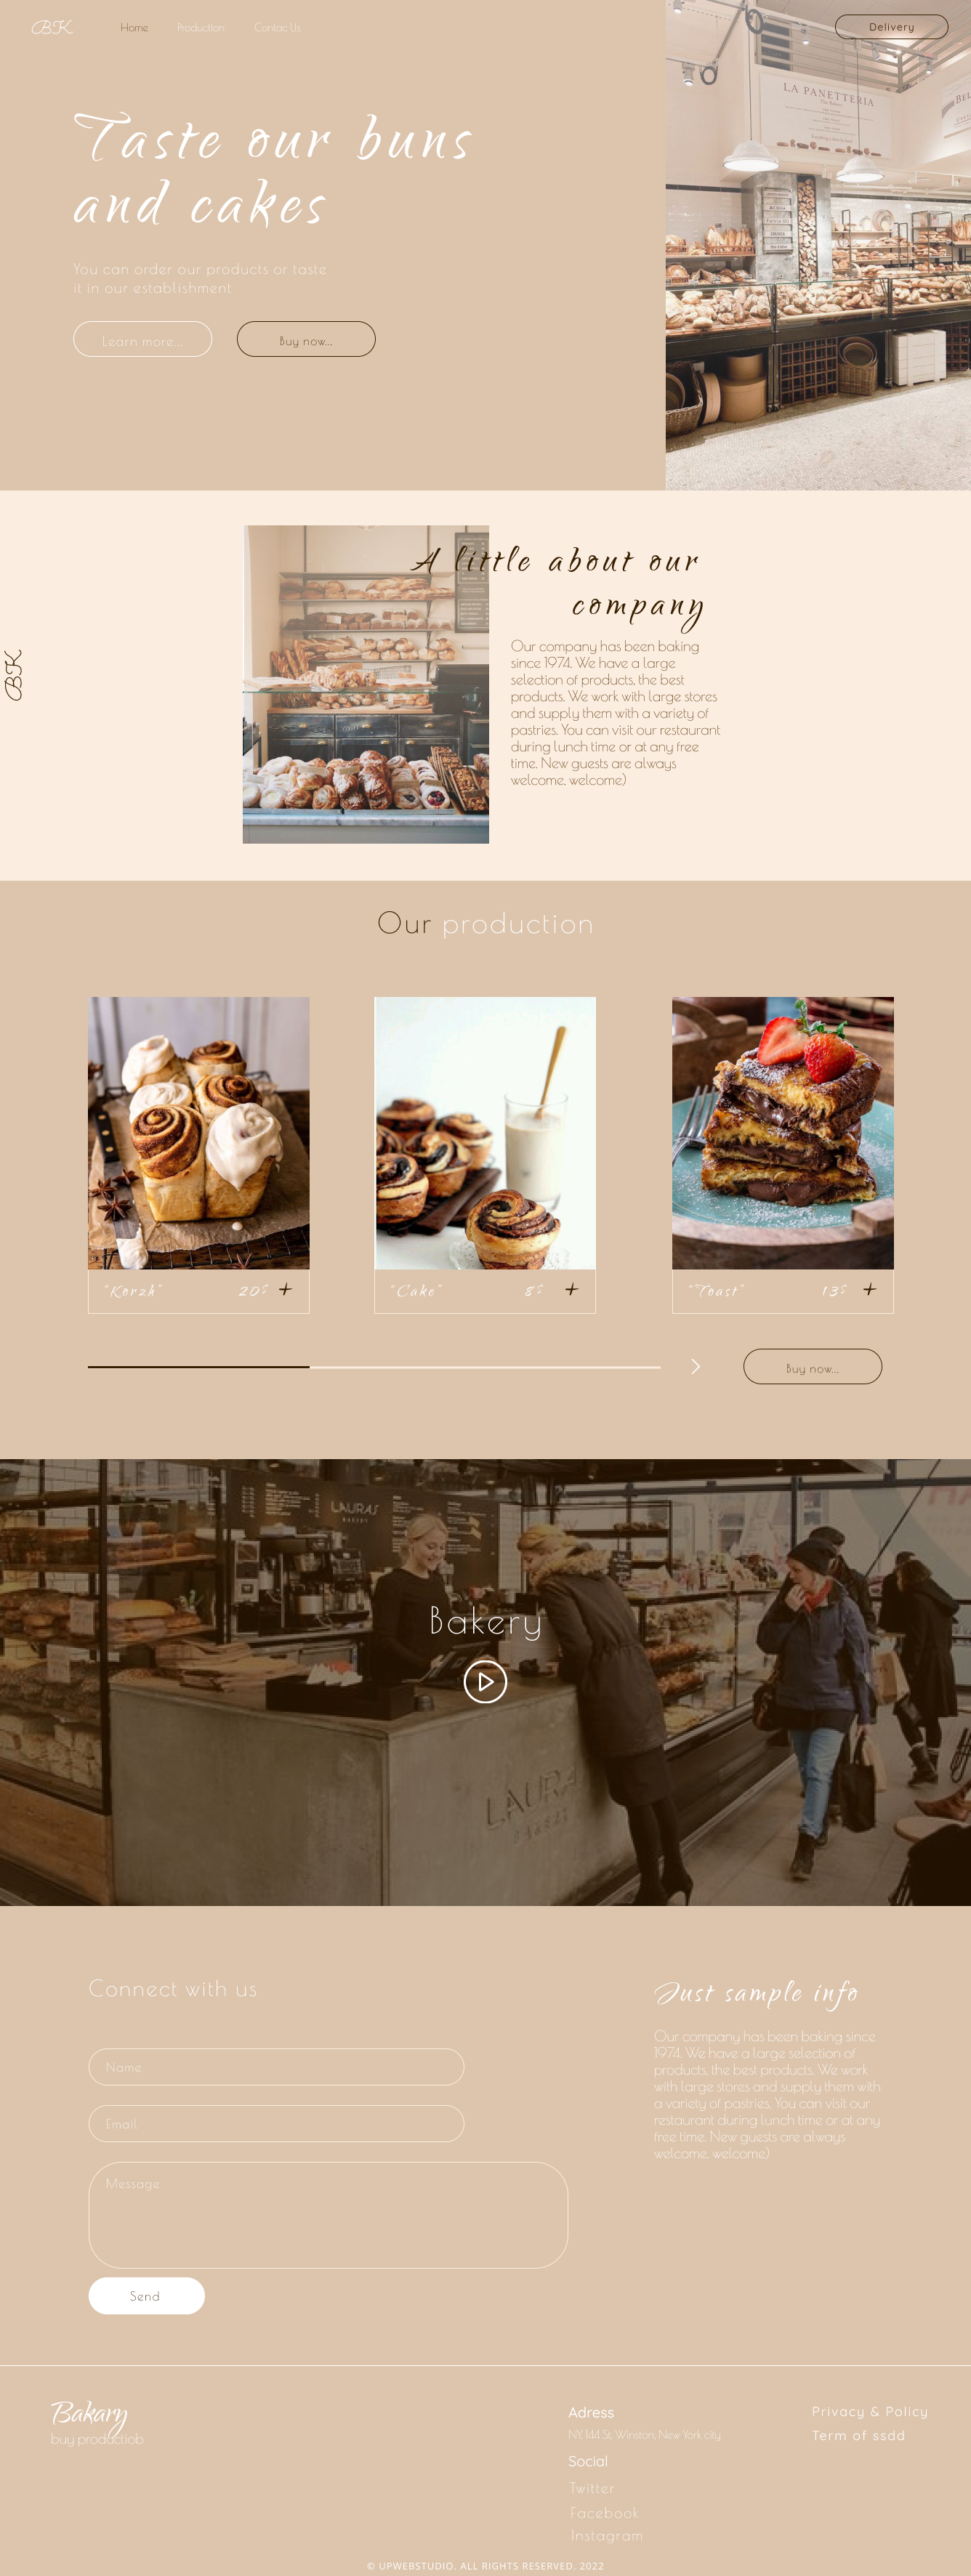 BK
Home
Production
Contac Us
Delivery
LA PANETTERIA
Taste our buns
and cakes
You can order our products or taste
it in our establishment
Learn more...
Buy now...
A little about our
company
BK
Our company has been baking
since 1974. We have a large
selection of products, the best
products. We work with large stores
and supply them with a variety of
pastries. You can visit our restaurant
during lunch time or at any free
time. New guests are always
welcome, welcome)
Our production
"Korzh" 20$ +
"Cake" 8$ +
"Toast" 13$ +
Buy now...
LAURAS
BAKERY
Bakery
LAURA
Connect with us
Name
Email
Message
Send
Just sample info
Our company has been baking since
1974. We have a large selection of
products, the best products. We work
with large stores and supply them with
a variety of pastries. You can visit our
restaurant during lunch time or at any
free time. New guests are always
welcome, welcome)
Bakary
buy productiob
Adress
NY, 144 St. Winston, New York city
Social
Twitter
Facebook
Instagram
Privacy & Policy
Term of ssdd
© UPWEBSTUDIO. ALL RIGHTS RESERVED. 2022